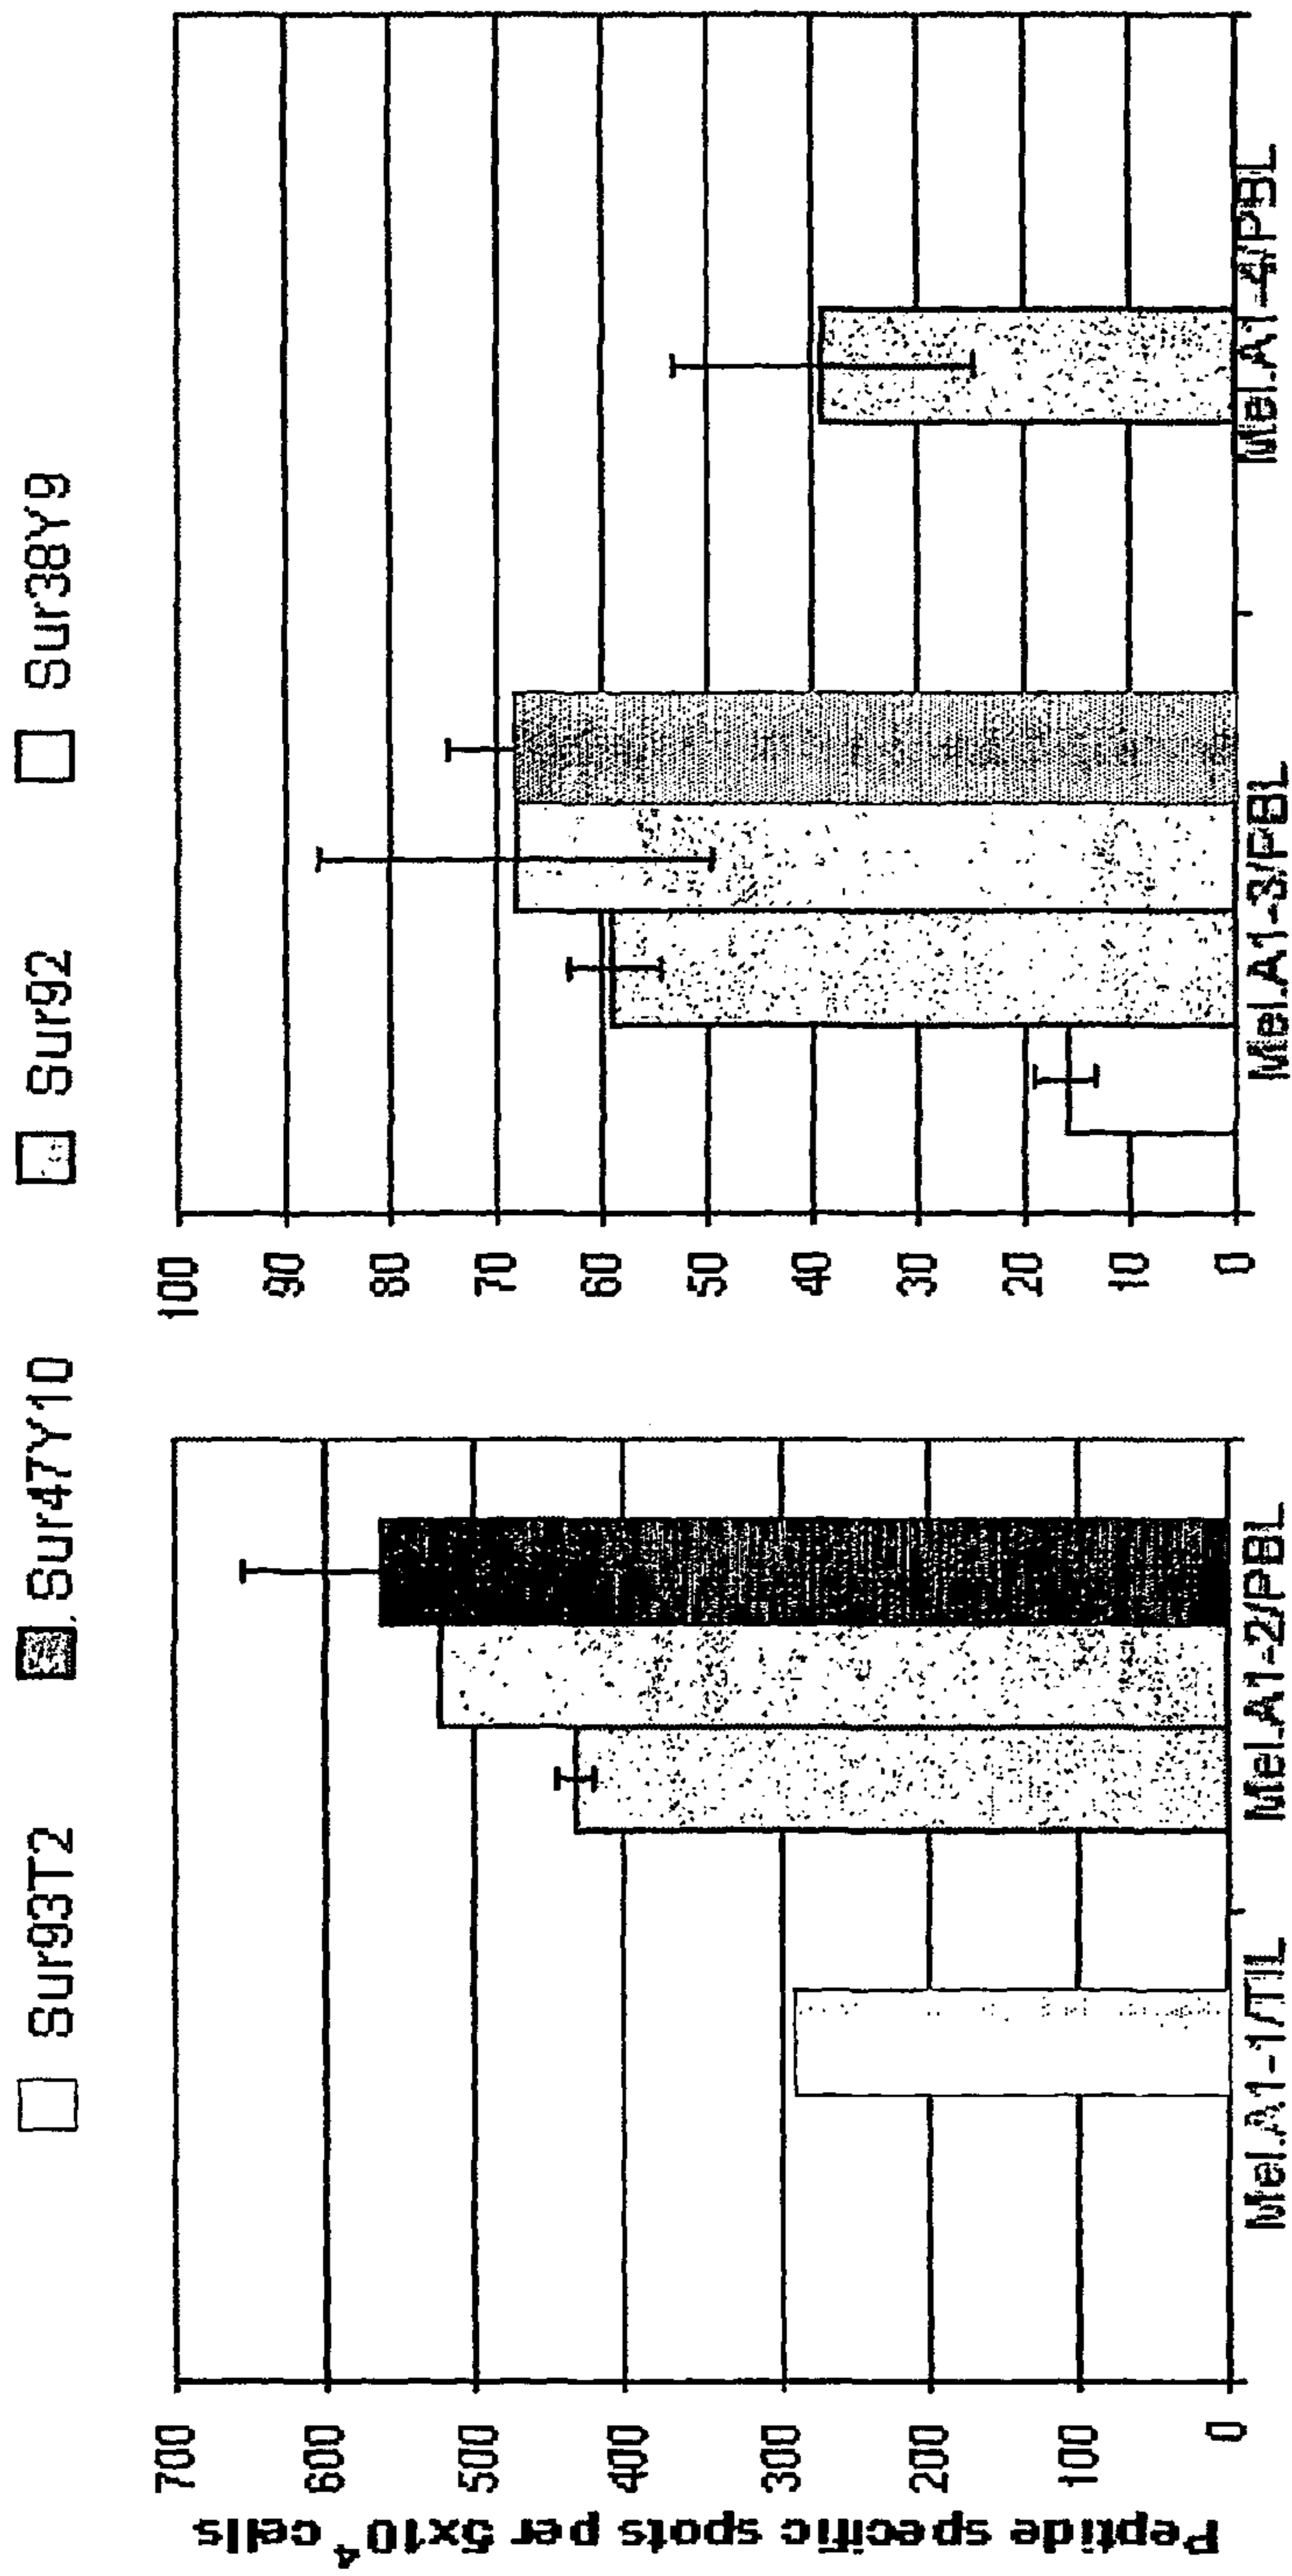 Sur93T2
Sur47Y10
Sur92
Sur38Y9
Peptide specific spots per 5x10⁴ cells
700
600
500
400
300
200
100
0
Mel.A1-1/TIL
Mel.A1-2/PBL
100
90
80
70
60
50
40
30
20
10
0
Mel.A1-3/PBL
Mel.A1-4/PBL